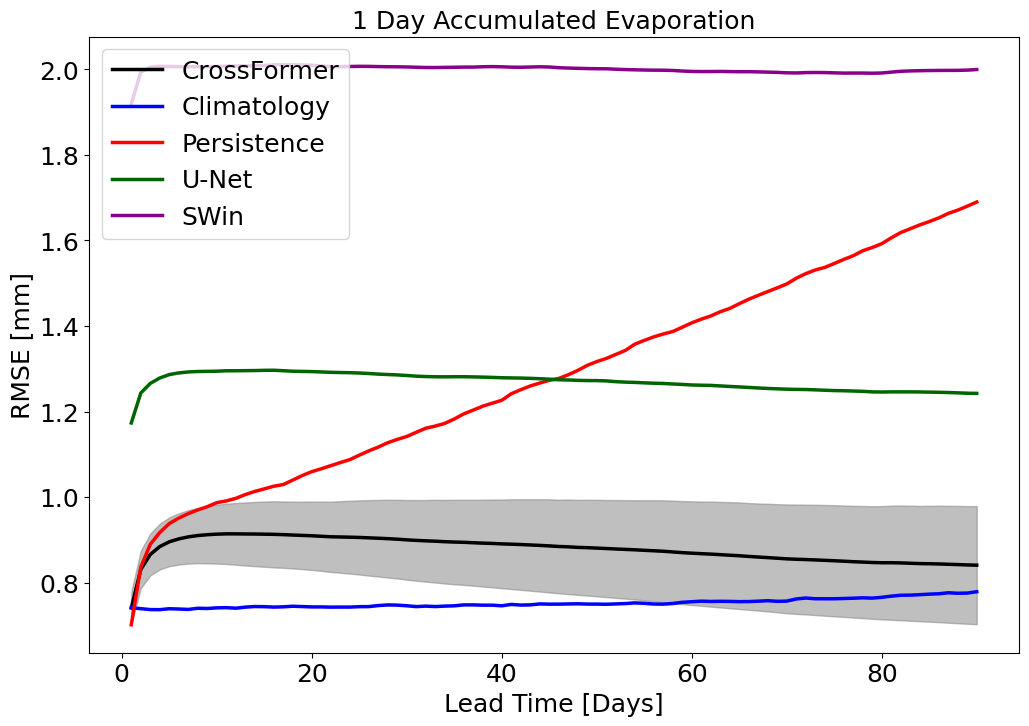 1 Day Accumulated Evaporation
CrossFormer
Climatology
Persistence
U-Net
SWin
RMSE [mm]
2.0
1.8
1.6
1.4
1.2
1.0
0.8
0
20
40
60
80
Lead Time [Days]